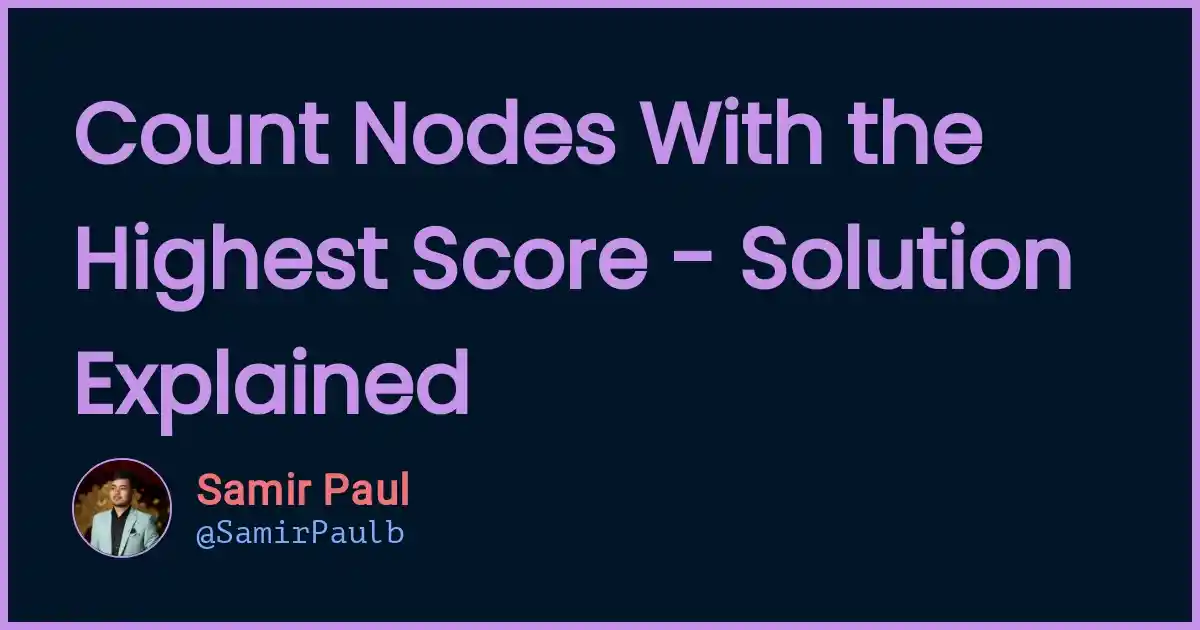 Count Nodes With the
Highest Score - Solution
Explained
Samir Paul
@SamirPaulb